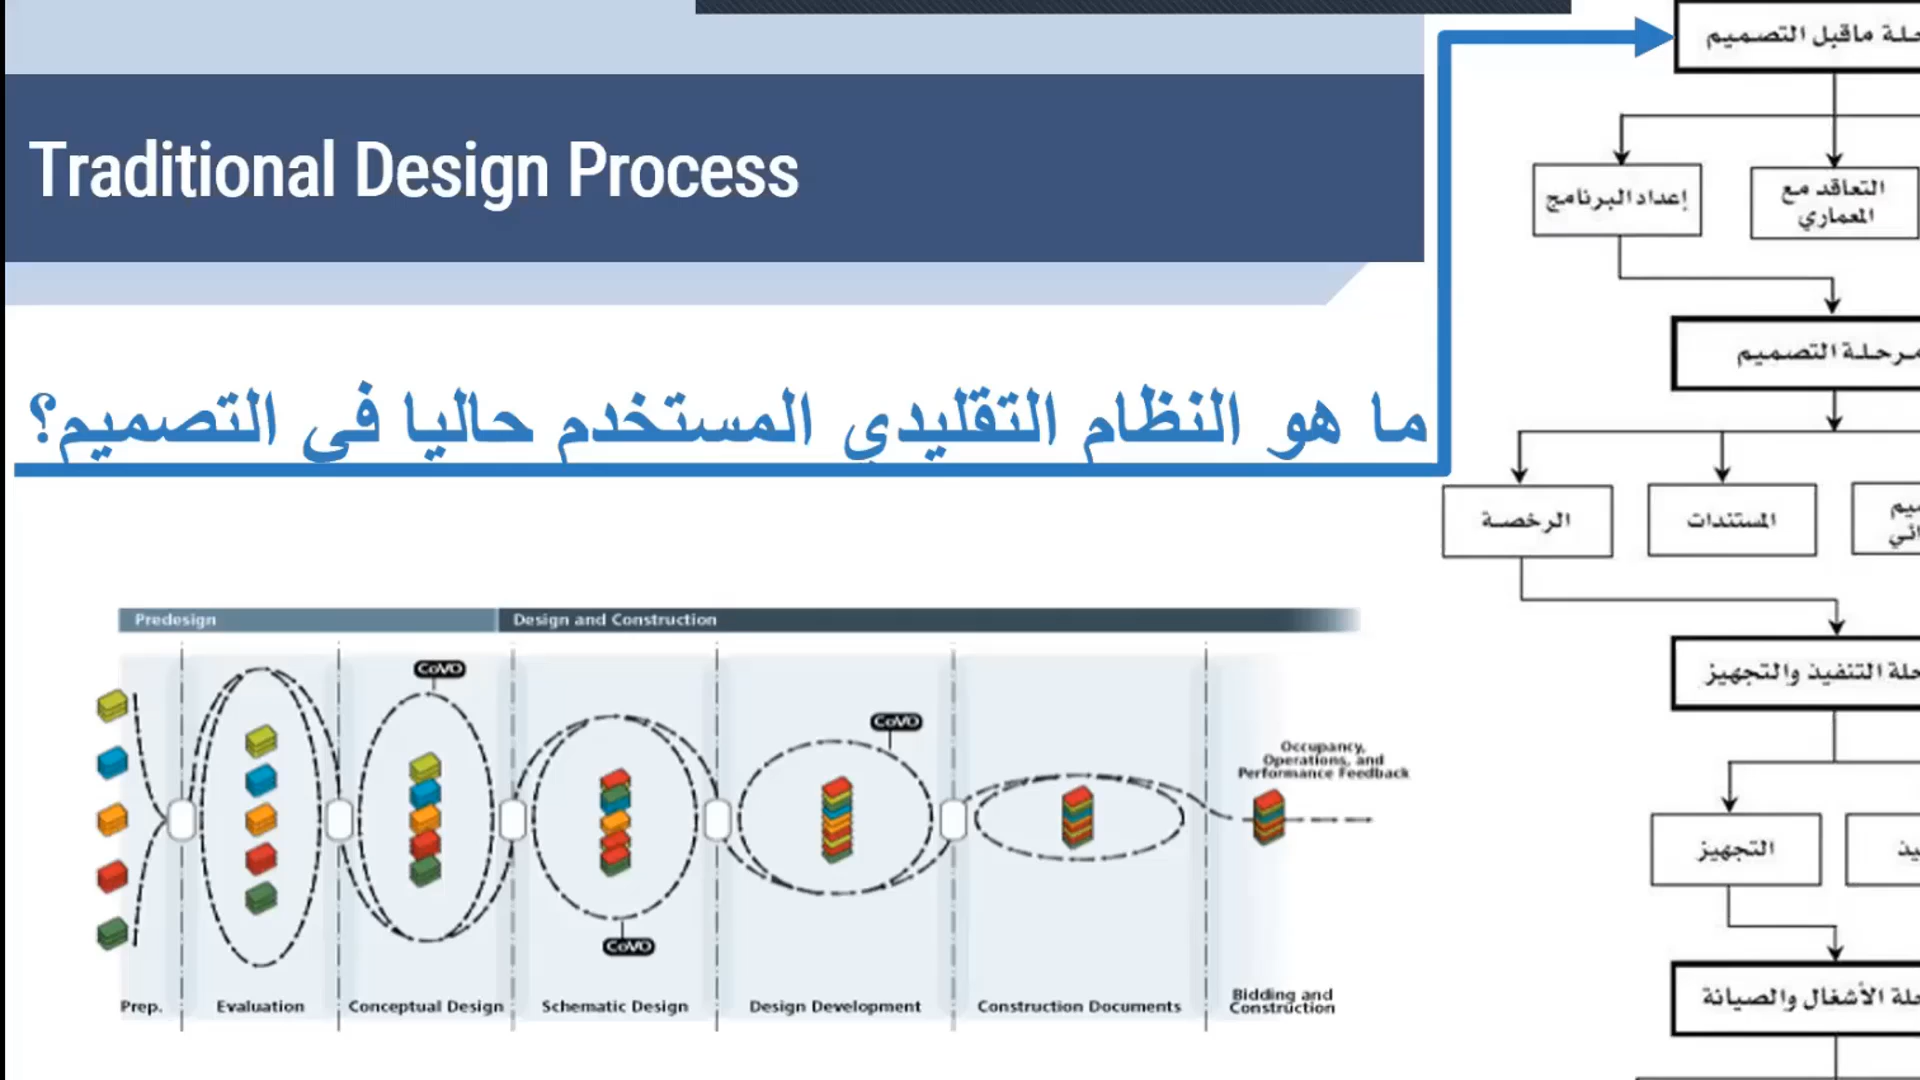 Traditional Design Process
ما هو النظام التقليدي المستخدم حاليا في التصميم؟
Predesign
Design and Construction
CoVO
CoVO
CoVO
Occupancy,
Operations, and
Performance Feedback
Prep.
Evaluation
Conceptual Design
Schematic Design
Design Development
Construction Documents
Bidding and
Construction
ماقبل التصميم
التعاقد مع
المعماري
إعداد البرنامج
التصميم
المستندات
الرخصة
التنفيذ والتجهيز
التجهيز
الأشغال والصيانة